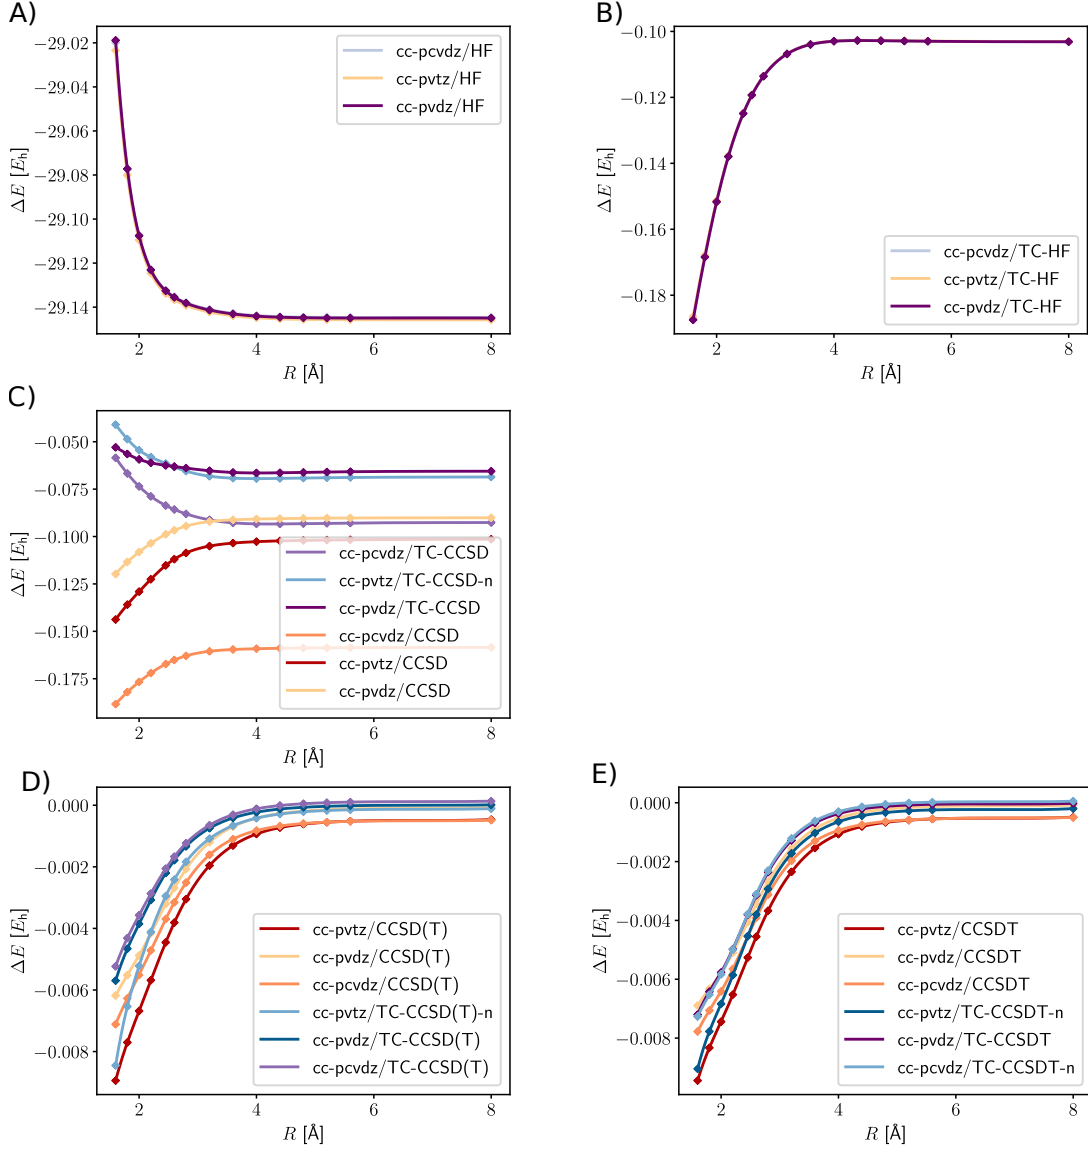 A)
−29.02
−29.04
−29.06
−29.08
−29.10
−29.12
−29.14
ΔE [Eh]
cc-pcvdz/HF
cc-pvtz/HF
cc-pvdz/HF
2 4 6 8
R [Å]
B)
−0.10
−0.12
−0.14
−0.16
−0.18
ΔE [Eh]
cc-pcvdz/TC-HF
cc-pvtz/TC-HF
cc-pvdz/TC-HF
2 4 6 8
R [Å]
C)
−0.050
−0.075
−0.100
−0.125
−0.150
−0.175
ΔE [Eh]
cc-pcvdz/TC-CCSD
cc-pvtz/TC-CCSD-n
cc-pvdz/TC-CCSD
cc-pcvdz/CCSD
cc-pvtz/CCSD
cc-pvdz/CCSD
2 4 6 8
R [Å]
D)
0.000
−0.002
−0.004
−0.006
−0.008
ΔE [Eh]
cc-pvtz/CCSD(T)
cc-pvdz/CCSD(T)
cc-pcvdz/CCSD(T)
cc-pvtz/TC-CCSD(T)-n
cc-pvdz/TC-CCSD(T)
cc-pcvdz/TC-CCSD(T)
2 4 6 8
R [Å]
E)
0.000
−0.002
−0.004
−0.006
−0.008
ΔE [Eh]
cc-pvtz/CCSDT
cc-pvdz/CCSDT
cc-pcvdz/CCSDT
cc-pvtz/TC-CCSDT-n
cc-pvdz/TC-CCSDT
cc-pcvdz/TC-CCSDT-n
2 4 6 8
R [Å]